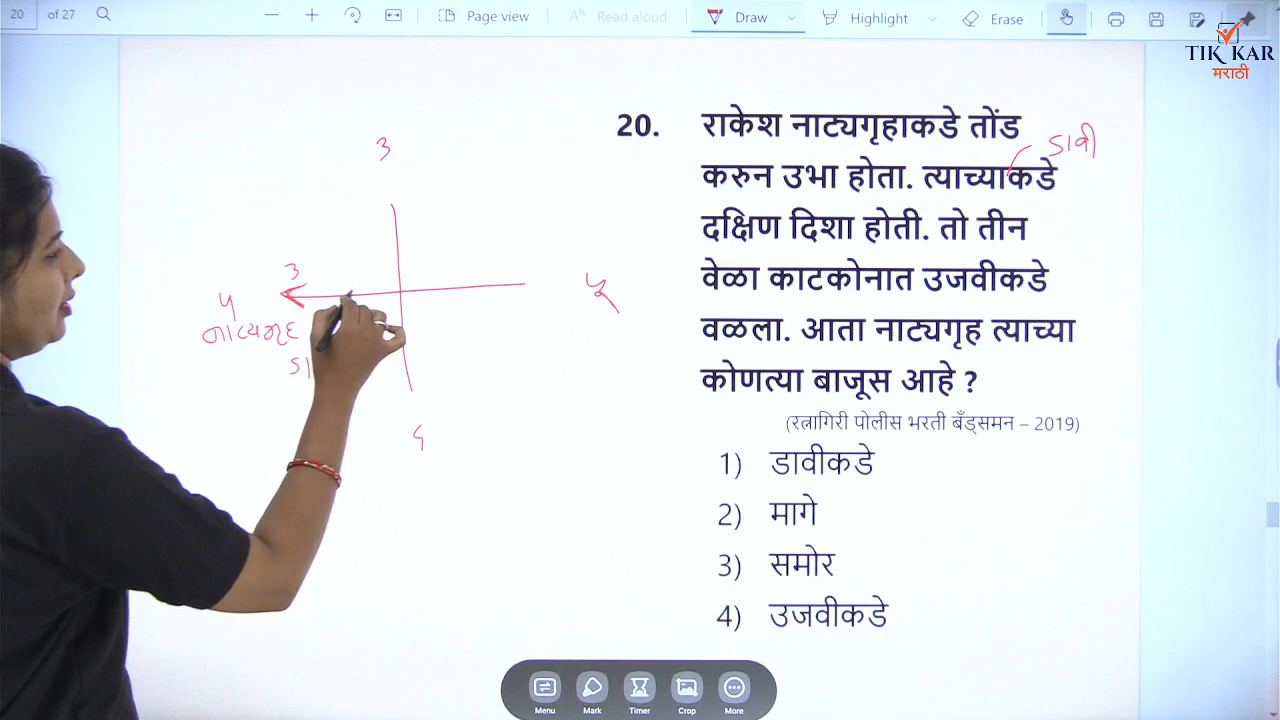 20 of 27
Page view
Read aloud
Draw
Highlight
Erase
TIK KAR
मराठी
20. राकेश नाट्यगृहाकडे तोंड
करुन उभा होता. त्याच्याकडे
डावी
दक्षिण दिशा होती. तो तीन
वेळा काटकोनात उजवीकडे
वळला. आता नाट्यगृह त्याच्या
कोणत्या बाजूस आहे ?
(रत्नागिरी पोलीस भरती बँड्समन – 2019)
1) डावीकडे
2) मागे
3) समोर
4) उजवीकडे
उ
उ
प
पू
नाट्यगृह
डा
द
Menu
Mark
Timer
Crop
More